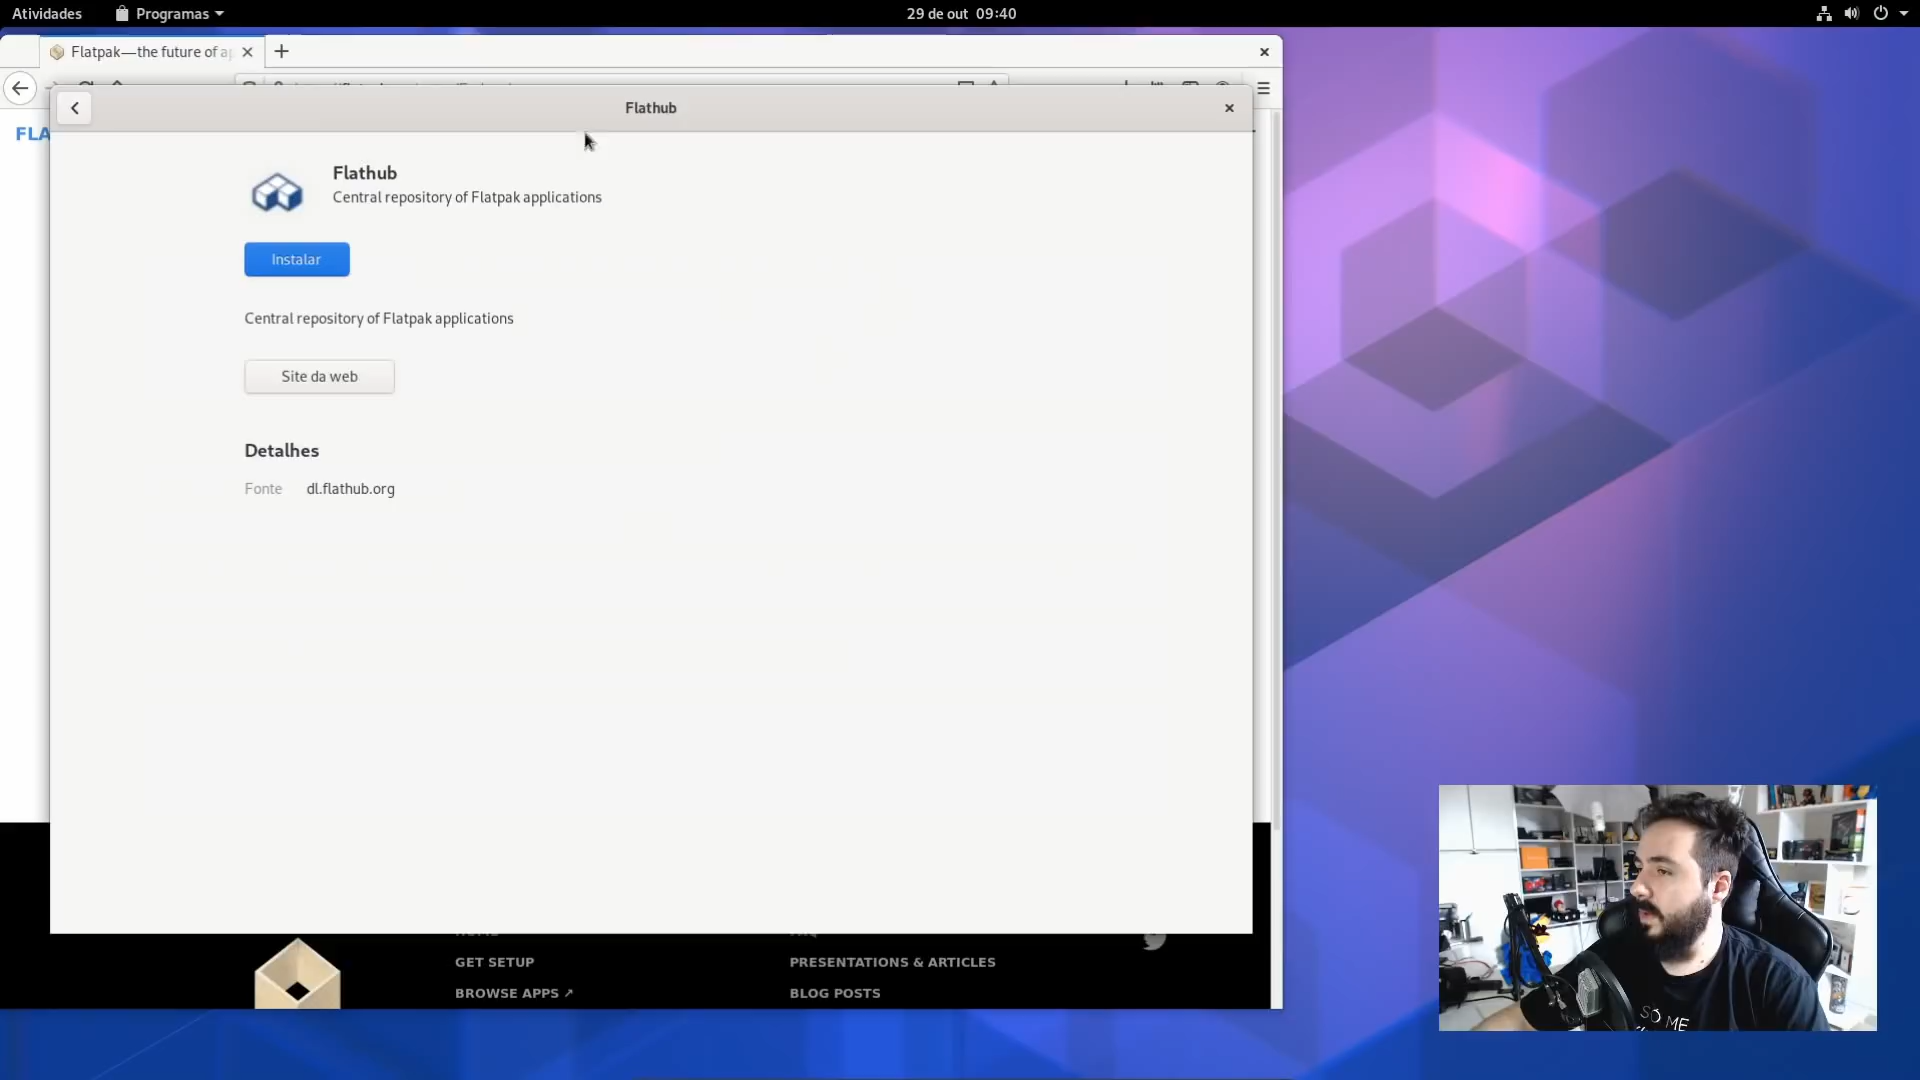 Atividades
Programas
29 de out 09:40
Flatpak—the future of a
FLA
Flathub
Flathub
Central repository of Flatpak applications
Instalar
Central repository of Flatpak applications
Site da web
Detalhes
Fonte dl.flathub.org
GET SETUP
BROWSE APPS ↗
PRESENTATIONS & ARTICLES
BLOG POSTS
SO ME